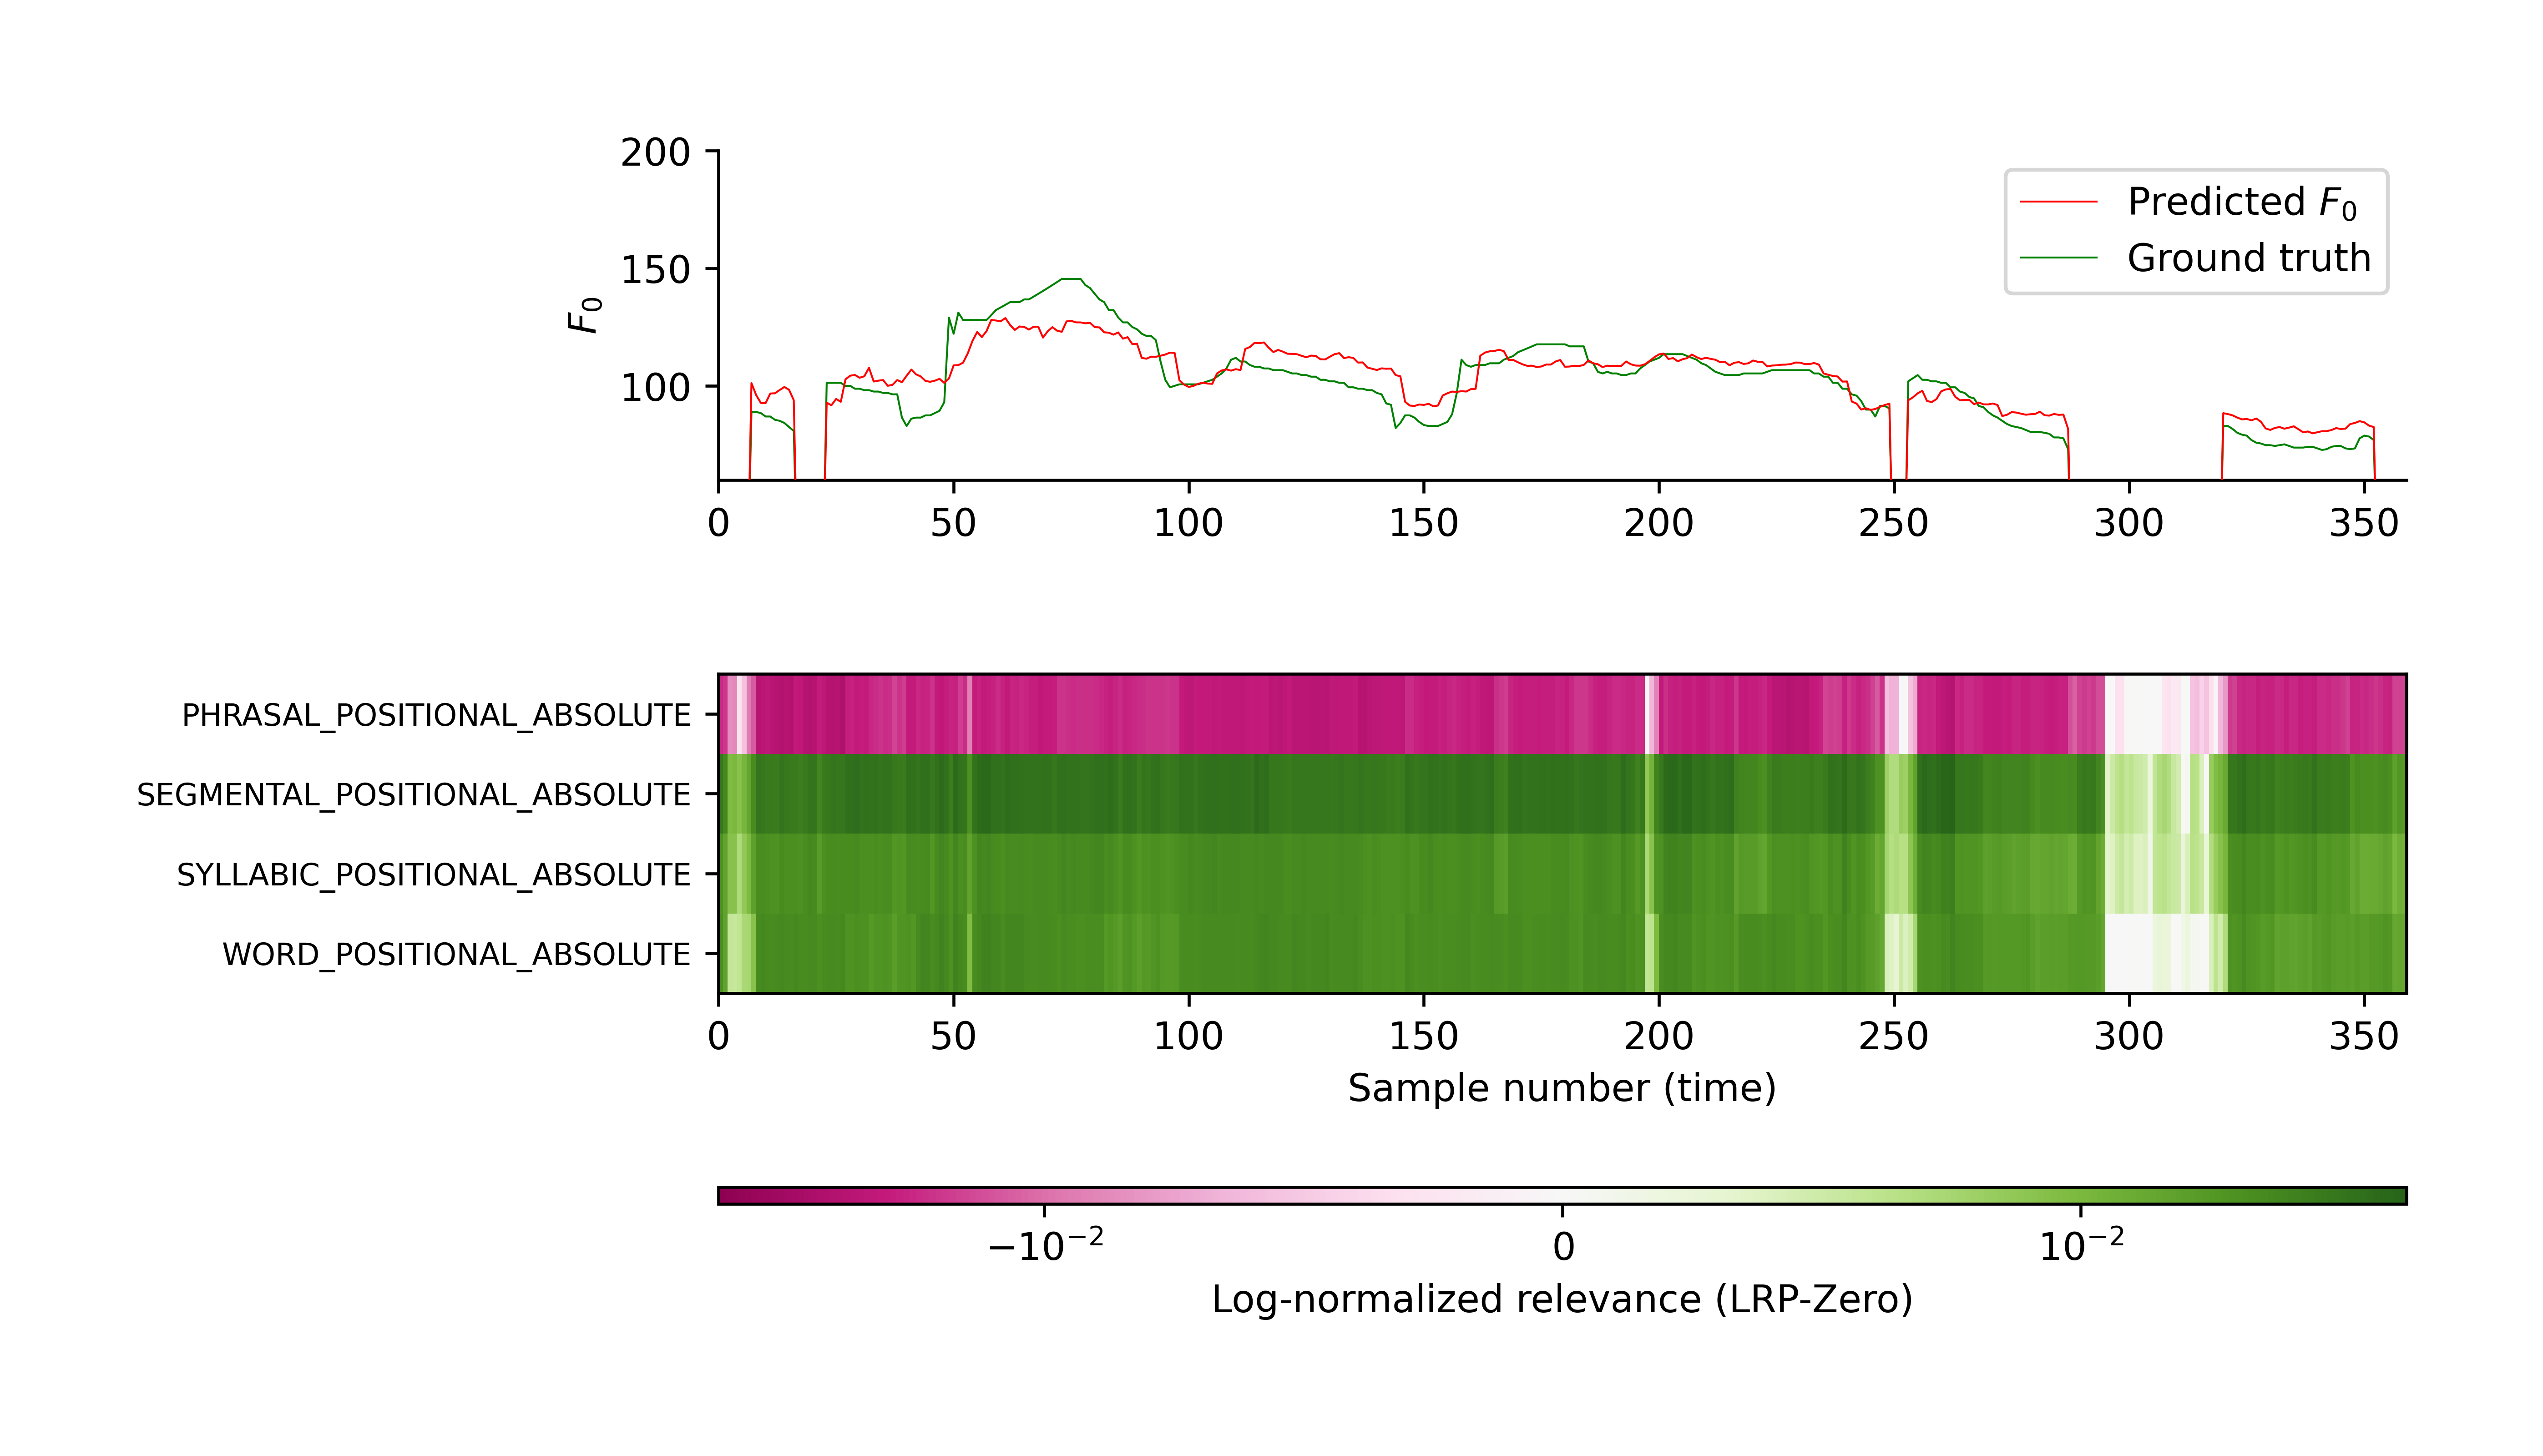 200
150
100
F₀
Predicted F₀
Ground truth
0 50 100 150 200 250 300 350
PHRASAL_POSITIONAL_ABSOLUTE
SEGMENTAL_POSITIONAL_ABSOLUTE
SYLLABIC_POSITIONAL_ABSOLUTE
WORD_POSITIONAL_ABSOLUTE
0 50 100 150 200 250 300 350
Sample number (time)
−10⁻² 0 10⁻²
Log-normalized relevance (LRP-Zero)